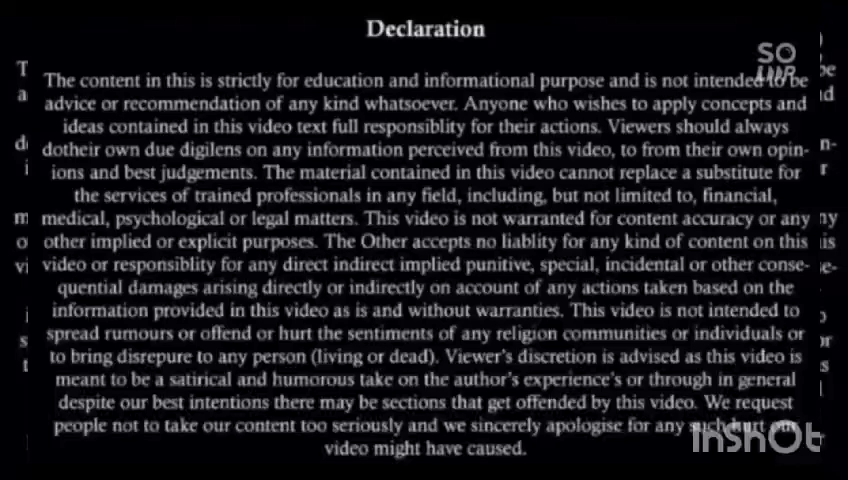 Declaration
SO
The content in this is strictly for education and informational purpose and is not intended to be
advice or recommendation of any kind whatsoever. Anyone who wishes to apply concepts and
ideas contained in this video text full responsiblity for their actions. Viewers should always
dotheir own due digilens on any information perceived from this video, to from their own opin-
ions and best judgements. The material contained in this video cannot replace a substitute for
the services of trained professionals in any field, including, but not limited to, financial,
medical, psychological or legal matters. This video is not warranted for content accuracy or any
other implied or explicit purposes. The Other accepts no liablity for any kind of content on this
video or responsiblity for any direct indirect implied punitive, special, incidental or other conse-
quential damages arising directly or indirectly on account of any actions taken based on the
information provided in this video as is and without warranties. This video is not intended to
spread rumours or offend or hurt the sentiments of any religion communities or individuals or
to bring disrepure to any person (living or dead). Viewer's discretion is advised as this video is
meant to be a satirical and humorous take on the author's experience's or through in general
despite our best intentions there may be sections that get offended by this video. We request
people not to take our content too seriously and we sincerely apologise for any such hurt our
video might have caused.
InShOt